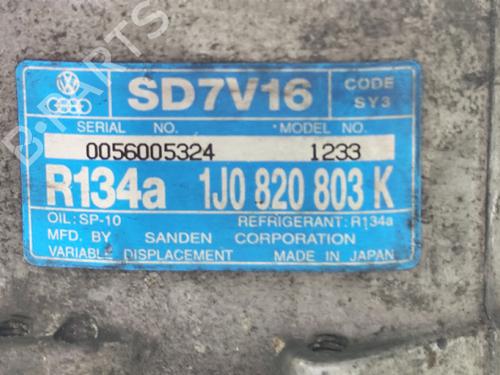 SD7V16
CODE
SY3
SERIAL NO. MODEL NO.
0056005324 1233
R134a 1J0 820 803 K
OIL:SP-10 REFRIGERANT:R134a
MFD. BY SANDEN CORPORATION
VARIABLE DISPLACEMENT MADE IN JAPAN
B-PARTS